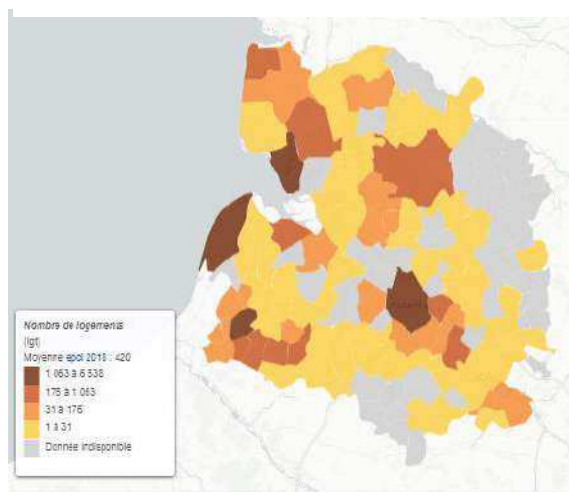 Nombre de logements
(lgt)
Moyenne epci 2018 : 420
1 063 à 6 538
175 à 1 063
31 à 175
1 à 31
Donnée indisponible